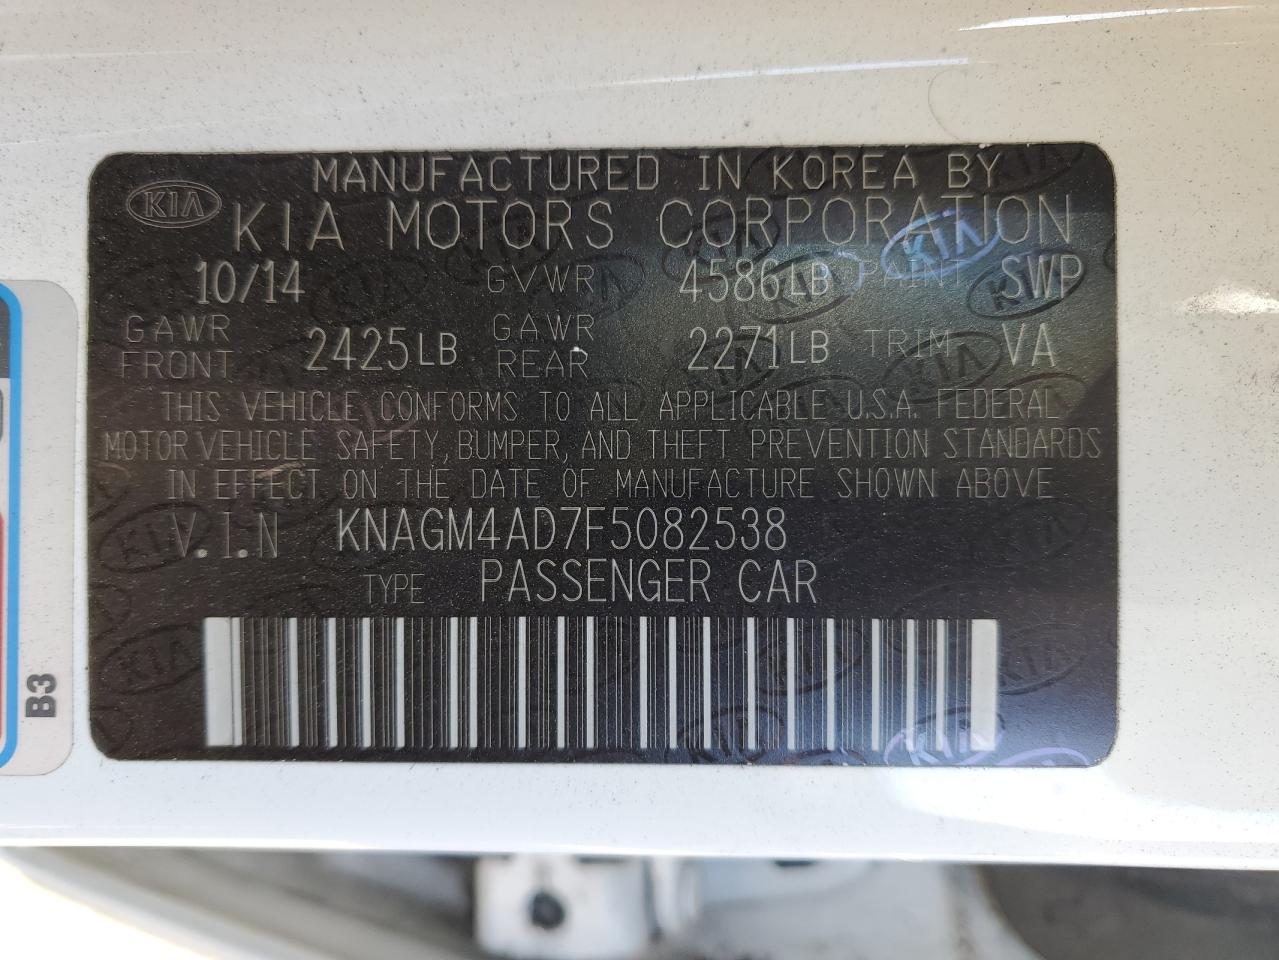 MANUFACTURED IN KOREA BY
KIA
KIA MOTORS CORPORATION
10/14 GVWR 4586LB PAINT SWP
GAWR FRONT 2425LB GAWR REAR 2271LB TRIM VA
THIS VEHICLE CONFORMS TO ALL APPLICABLE U.S.A. FEDERAL
MOTOR VEHICLE SAFETY, BUMPER, AND THEFT PREVENTION STANDARDS
IN EFFECT ON THE DATE OF MANUFACTURE SHOWN ABOVE
V.I.N KNAGM4AD7F5082538
TYPE PASSENGER CAR
B3